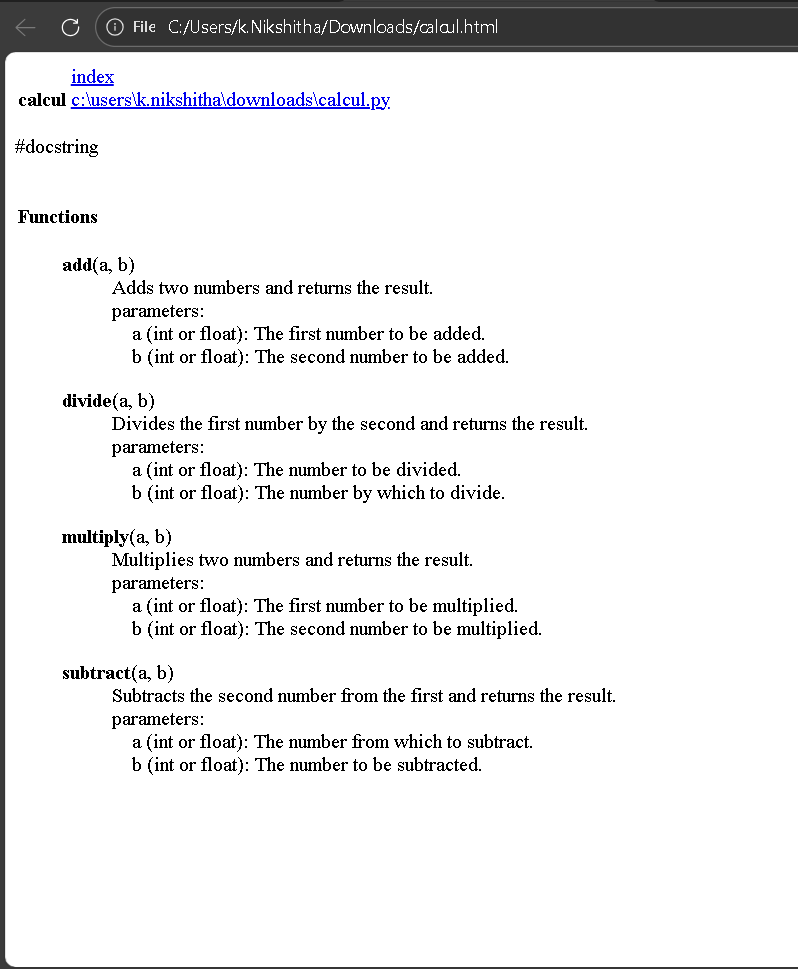 File C:/Users/k.Nikshitha/Downloads/calcul.html
index
calcul c:\users\k.nikshitha\downloads\calcul.py
#docstring
Functions
add(a, b)
Adds two numbers and returns the result.
parameters:
a (int or float): The first number to be added.
b (int or float): The second number to be added.
divide(a, b)
Divides the first number by the second and returns the result.
parameters:
a (int or float): The number to be divided.
b (int or float): The number by which to divide.
multiply(a, b)
Multiplies two numbers and returns the result.
parameters:
a (int or float): The first number to be multiplied.
b (int or float): The second number to be multiplied.
subtract(a, b)
Subtracts the second number from the first and returns the result.
parameters:
a (int or float): The number from which to subtract.
b (int or float): The number to be subtracted.